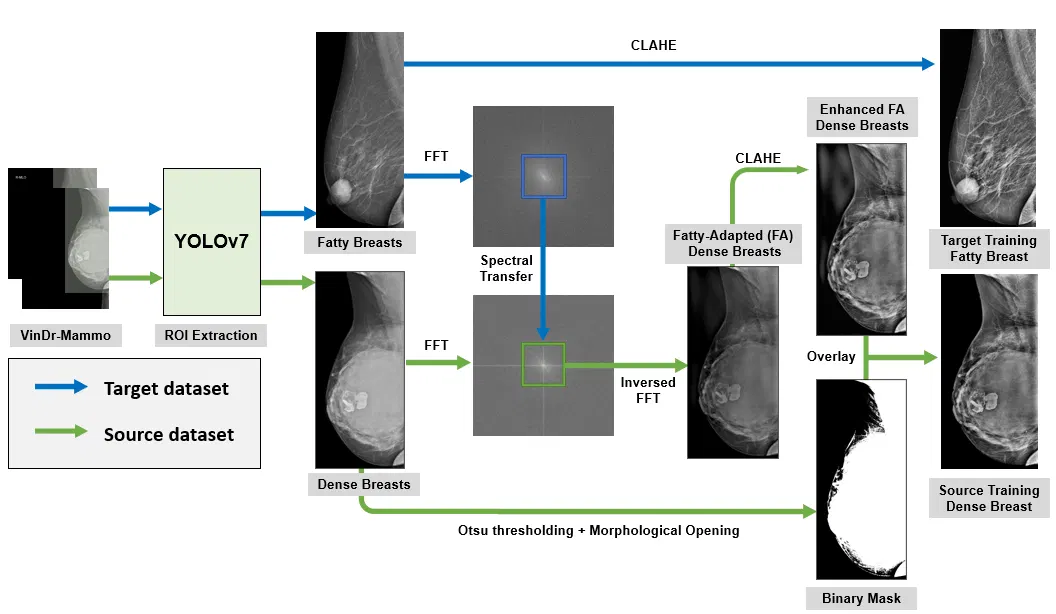 CLAHE
Enhanced FA
Dense Breasts
FFT
CLAHE
YOLOv7
Fatty Breasts
Fatty-Adapted (FA)
Dense Breasts
Target Training
Fatty Breast
Spectral
Transfer
VinDr-Mammo
ROI Extraction
FFT
Inversed
FFT
Overlay
Target dataset
Source dataset
Dense Breasts
Source Training
Dense Breast
Otsu thresholding + Morphological Opening
Binary Mask